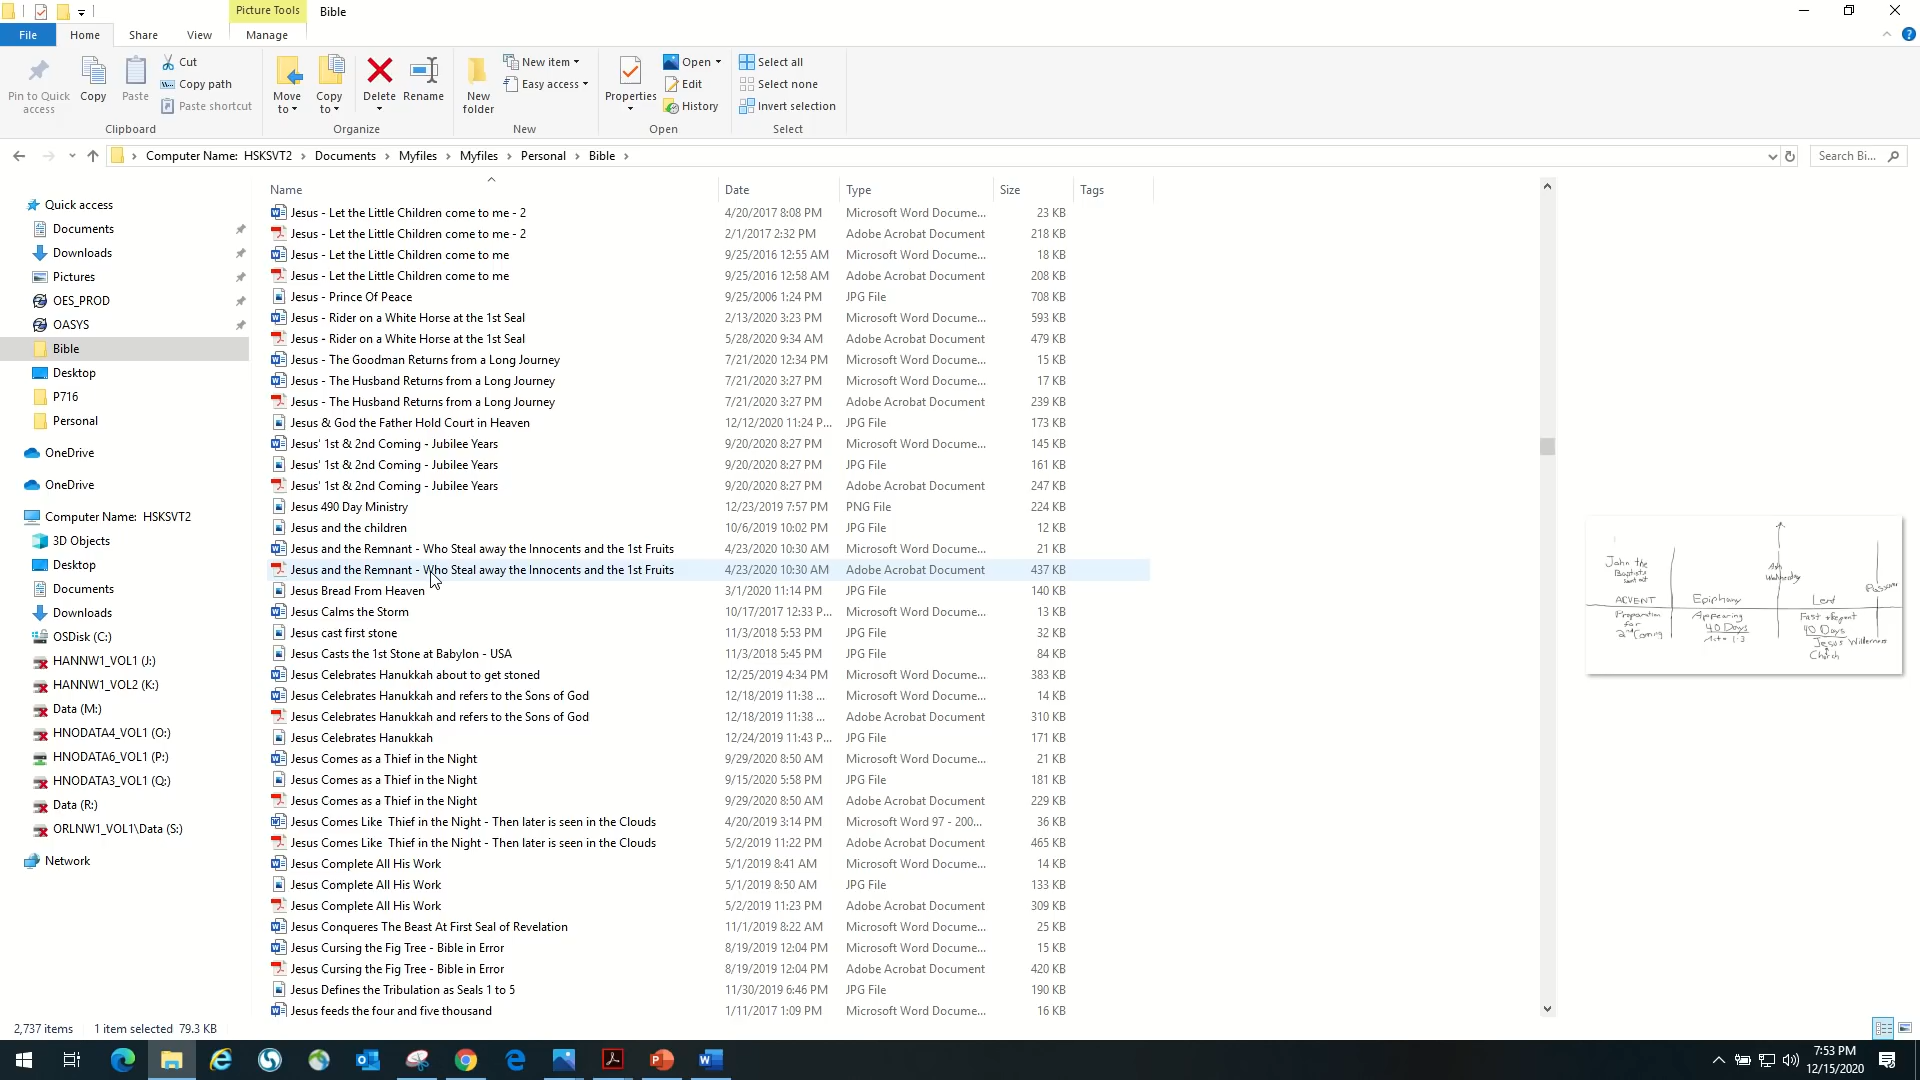 Picture Tools
Bible
File
Home
Share
View
Manage
Pin to Quick access
Copy
Paste
Cut
Copy path
Paste shortcut
Clipboard
Move to
Copy to
Delete
Rename
Organize
New folder
New item
Easy access
New
Properties
Open
Edit
History
Open
Select all
Select none
Invert selection
Select
Computer Name: HSKSVT2 > Documents > Myfiles > Myfiles > Personal > Bible >
Search Bi...
Quick access
Documents
Downloads
Pictures
OES_PROD
OASYS
Bible
Desktop
P716
Personal
OneDrive
OneDrive
Computer Name: HSKSVT2
3D Objects
Desktop
Documents
Downloads
OSDisk (C:)
HANNW1_VOL1 (J:)
HANNW1_VOL2 (K:)
Data (M:)
HNODATA4_VOL1 (O:)
HNODATA6_VOL1 (P:)
HNODATA3_VOL1 (Q:)
Data (R:)
ORLNW1_VOL1\Data (S:)
Network
Name Date Type Size Tags
Jesus - Let the Little Children come to me - 2 4/20/2017 8:08 PM Microsoft Word Docume... 23 KB
Jesus - Let the Little Children come to me - 2 2/1/2017 2:32 PM Adobe Acrobat Document 218 KB
Jesus - Let the Little Children come to me 9/25/2016 12:55 AM Microsoft Word Docume... 18 KB
Jesus - Let the Little Children come to me 9/25/2016 12:58 AM Adobe Acrobat Document 208 KB
Jesus - Prince Of Peace 9/25/2006 1:24 PM JPG File 708 KB
Jesus - Rider on a White Horse at the 1st Seal 2/13/2020 3:23 PM Microsoft Word Docume... 593 KB
Jesus - Rider on a White Horse at the 1st Seal 5/28/2020 9:34 AM Adobe Acrobat Document 479 KB
Jesus - The Goodman Returns from a Long Journey 7/21/2020 12:34 PM Microsoft Word Docume... 15 KB
Jesus - The Husband Returns from a Long Journey 7/21/2020 3:27 PM Microsoft Word Docume... 17 KB
Jesus - The Husband Returns from a Long Journey 7/21/2020 3:27 PM Adobe Acrobat Document 239 KB
Jesus & God the Father Hold Court in Heaven 12/12/2020 11:24 P... JPG File 173 KB
Jesus' 1st & 2nd Coming - Jubilee Years 9/20/2020 8:27 PM Microsoft Word Docume... 145 KB
Jesus' 1st & 2nd Coming - Jubilee Years 9/20/2020 8:27 PM JPG File 161 KB
Jesus' 1st & 2nd Coming - Jubilee Years 9/20/2020 8:27 PM Adobe Acrobat Document 247 KB
Jesus 490 Day Ministry 12/23/2019 7:57 PM PNG File 224 KB
Jesus and the children 10/6/2019 10:02 PM JPG File 12 KB
Jesus and the Remnant - Who Steal away the Innocents and the 1st Fruits 4/23/2020 10:30 AM Microsoft Word Docume... 21 KB
Jesus and the Remnant - Who Steal away the Innocents and the 1st Fruits 4/23/2020 10:30 AM Adobe Acrobat Document 437 KB
Jesus Bread From Heaven 3/1/2020 11:14 PM JPG File 140 KB
Jesus Calms the Storm 10/17/2017 12:33 P... Microsoft Word Docume... 13 KB
Jesus cast first stone 11/3/2018 5:53 PM JPG File 32 KB
Jesus Casts the 1st Stone at Babylon - USA 11/3/2018 5:45 PM JPG File 84 KB
Jesus Celebrates Hanukkah about to get stoned 12/25/2019 4:34 PM Microsoft Word Docume... 383 KB
Jesus Celebrates Hanukkah and refers to the Sons of God 12/18/2019 11:38 ... Microsoft Word Docume... 14 KB
Jesus Celebrates Hanukkah and refers to the Sons of God 12/18/2019 11:38 ... Adobe Acrobat Document 310 KB
Jesus Celebrates Hanukkah 12/24/2019 11:43 P... JPG File 171 KB
Jesus Comes as a Thief in the Night 9/29/2020 8:50 AM Microsoft Word Docume... 21 KB
Jesus Comes as a Thief in the Night 9/15/2020 5:58 PM JPG File 181 KB
Jesus Comes as a Thief in the Night 9/29/2020 8:50 AM Adobe Acrobat Document 229 KB
Jesus Comes Like Thief in the Night - Then later is seen in the Clouds 4/20/2019 3:14 PM Microsoft Word 97 - 200... 36 KB
Jesus Comes Like Thief in the Night - Then later is seen in the Clouds 5/2/2019 11:22 PM Adobe Acrobat Document 465 KB
Jesus Complete All His Work 5/1/2019 8:41 AM Microsoft Word Docume... 14 KB
Jesus Complete All His Work 5/1/2019 8:50 AM JPG File 133 KB
Jesus Complete All His Work 5/2/2019 11:23 PM Adobe Acrobat Document 309 KB
Jesus Conqueres The Beast At First Seal of Revelation 11/1/2019 8:22 AM Microsoft Word Docume... 25 KB
Jesus Cursing the Fig Tree - Bible in Error 8/19/2019 12:04 PM Microsoft Word Docume... 15 KB
Jesus Cursing the Fig Tree - Bible in Error 8/19/2019 12:04 PM Adobe Acrobat Document 420 KB
Jesus Defines the Tribulation as Seals 1 to 5 11/30/2019 6:46 PM JPG File 190 KB
Jesus feeds the four and five thousand 1/11/2017 1:09 PM Microsoft Word Docume... 16 KB
John the
Baptists
ADVENT
Preparation
for
2nd Coming
Epiphany
Appearing
40 Days
Ash
Wednesday
Lent
Fast + Repent
40 Days
Jesus Wilderness
Church
Passover
2,737 items 1 item selected 79.3 KB
7:53 PM
12/15/2020